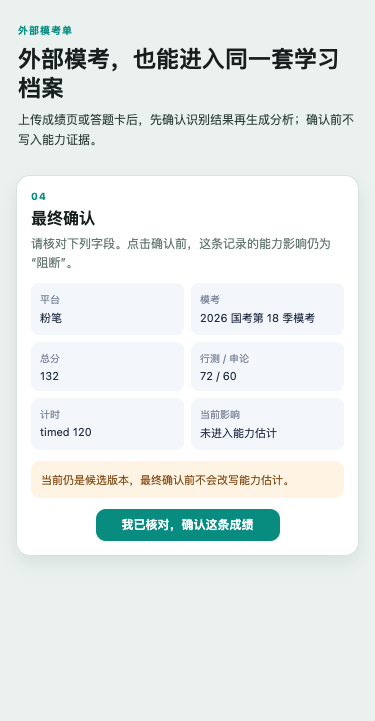 外部模考单
外部模考，也能进入同一套学习
档案
上传成绩页或答题卡后，先确认识别结果再生成分析；确认前不
写入能力证据。
04
最终确认
请核对下列字段。点击确认前，这条记录的能力影响仍为
“阻断”。
平台
粉笔
模考
2026 国考第 18 季模考
总分
132
行测 / 申论
72 / 60
计时
timed 120
当前影响
未进入能力估计
当前仍是候选版本，最终确认前不会改写能力估计。
我已核对，确认这条成绩